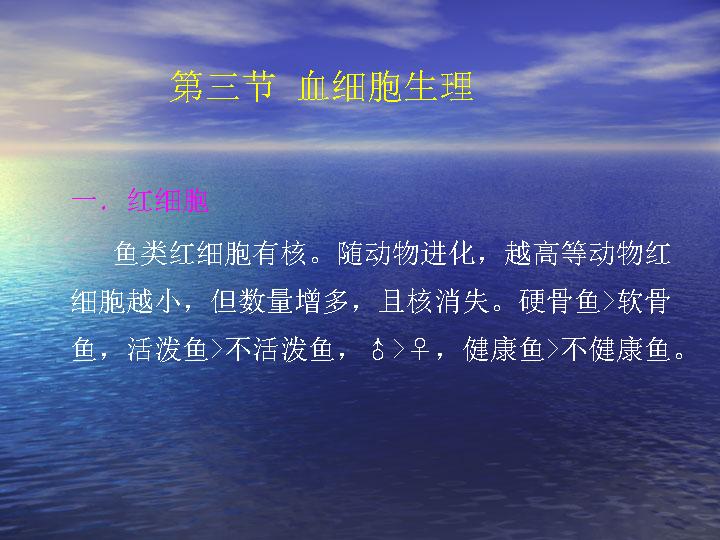 第三节 血细胞生理
一．红细胞
鱼类红细胞有核。随动物进化，越高等动物红
细胞越小，但数量增多，且核消失。硬骨鱼>软骨
鱼，活泼鱼>不活泼鱼，♂>♀，健康鱼>不健康鱼。